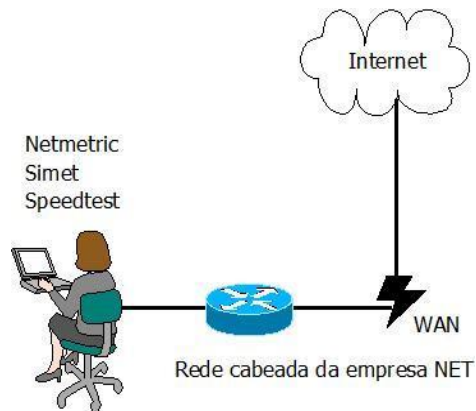 Internet
Netmetric
Simet
Speedtest
WAN
Rede cabeada da empresa NET